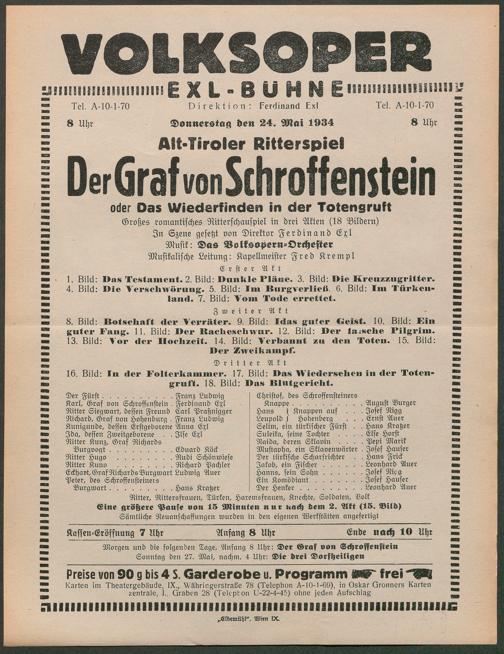 VOLKSOPER
EXL-BÜHNE
Tel. A-10-1-70 Direktion: Ferdinand Exl Tel. A-10-1-70
8 Uhr Donnerstag den 24. Mai 1934 8 Uhr
Alt-Tiroler Ritterspiel
Der Graf von Schroffenstein
oder Das Wiederfinden in der Totengruft
Großes romantisches Ritterschauspiel in drei Akten (18 Bildern)
In Szene gesetzt von Direktor Ferdinand Exl
Musik: Das Volksopern-Orchester
Musikalische Leitung: Kapellmeister Fred Krempl
Erster Akt
1. Bild: Das Testament. 2. Bild: Dunkle Pläne. 3. Bild: Die Kreuzzugritter.
4. Bild: Die Verschwörung. 5. Bild: Im Burgverließ. 6. Bild: Im Türken-
land. 7. Bild: Vom Tode errettet.
Zweiter Akt
8. Bild: Botschaft der Verräter. 9. Bild: Idas guter Geist. 10. Bild: Ein
guter Fang. 11. Bild: Der Racheschwur. 12. Bild: Der falsche Pilgrim.
13. Bild: Vor der Hochzeit. 14. Bild: Verbannt zu den Toten. 15. Bild:
Der Zweikampf.
Dritter Akt
16. Bild: In der Folterkammer. 17. Bild: Das Wiedersehen in der Toten-
gruft. 18. Bild: Das Blutgericht.
Der Fürst Franz Ludwig
Karl, Graf von Schroffenstein Ferdinand Exl
Ritter Siegwart, dessen Freund Carl Praßnigger
Richard, Graf von Hohenburg Franz Ludwig
Kunigunde, dessen Erstgeborene Anna Exl
Ida, dessen Zweitgeborene Ilse Exl
Ritter Kunz, Graf Richards
Burgvogt Eduard Köck
Ritter Hugo Rudi Schönwiese
Ritter Kuno Richard Pächler
Eckhart, Graf Richards Burgwart Ludwig Auer
Peter, des Schroffensteiners
Burgwart Hans Kratzer
Christof, des Schroffensteiners
Knappe August Burger
Hans } Knappen auf Josef Nigg
Leopold } Hohenburg Ernst Auer
Selim, ein türkischer Fürst Hans Kratzer
Suleika, seine Tochter Else Horst
Naida, deren Sklavin Pepi Marik
Mustapha, ein Sklavenwärter Josef Hauser
Der türkische Scharfrichter Hans Frick
Jakob, ein Fischer Leonhard Auer
Hanns, sein Sohn Josef Nigg
Ein Komödiant Josef Hauser
Der Henker Leonhard Auer
Ritter, Ritterfrauen, Türken, Haremsfrauen, Knechte, Soldaten, Volk
Eine größere Pause von 15 Minuten nur nach dem 2. Akt (15. Bild)
Sämtliche Neuanschaffungen wurden in den eigenen Werkstätten angefertigt
Kassen-Eröffnung 7 Uhr Anfang 8 Uhr Ende nach 10 Uhr
Morgen und die folgenden Tage, Anfang 8 Uhr: Der Graf von Schroffenstein
Sonntag den 27. Mai, nachm. 4 Uhr: Die drei Dorfheiligen
Preise von 90 g bis 4 S. Garderobe u. Programm frei
Karten im Theatergebäude, IX., Währingerstraße 78 (Telephon A-10-1-69), in Oskar Gronners Karten
zentrale, I., Graben 28 (Telephon U-22-4-45) ohne jeden Aufschlag
„Elbemühl“, Wien IX.